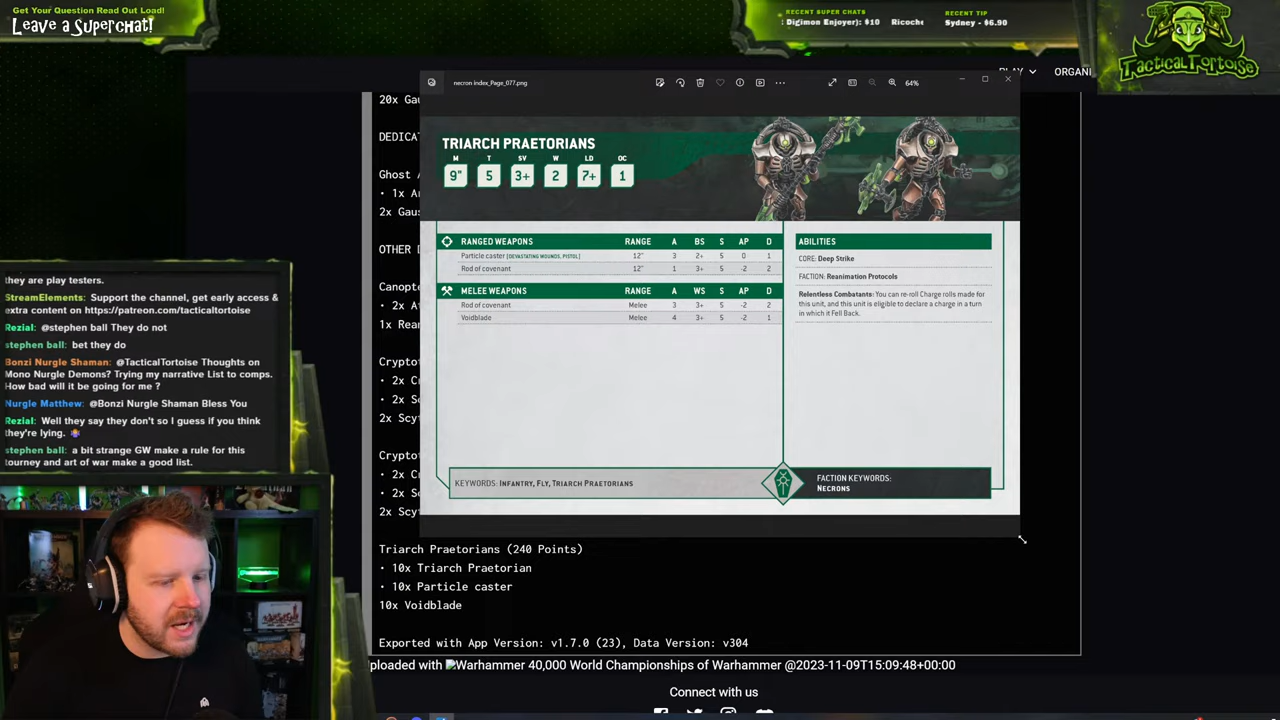 Get Your Question Read Out Load!
Leave a Superchat!
RECENT SUPER CHATS
: Digimon Enjoyer): $10 Ricoche
RECENT TIP
Sydney - $6.90
TACTICALTORTOISE
PLAY
ORGANI
necron index_Page_077.png
64%
20x Gau
DEDICAT
Ghost A
• 1x A
2x Gaus
OTHER D
Canopte
• 2x A
1x Rea
Cryptot
• 2x C
• 2x S
2x Scyt
Cryptot
• 2x C
• 2x S
2x Scyt
TRIARCH PRAETORIANS
M T SV W LD OC
9" 5 3+ 2 7+ 1
RANGED WEAPONS RANGE A BS S AP D
Particle caster [DEVASTATING WOUNDS, PISTOL] 12" 3 2+ 5 0 1
Rod of covenant 12" 1 3+ 5 -2 2
MELEE WEAPONS RANGE A WS S AP D
Rod of covenant Melee 3 3+ 5 -2 2
Voidblade Melee 4 3+ 5 -2 1
ABILITIES
CORE: Deep Strike
FACTION: Reanimation Protocols
Relentless Combatants: You can re-roll Charge rolls made for
this unit, and this unit is eligible to declare a charge in a turn
in which it Fell Back.
KEYWORDS: INFANTRY, FLY, TRIARCH PRAETORIANS
FACTION KEYWORDS:
NECRONS
Triarch Praetorians (240 Points)
• 10x Triarch Praetorian
• 10x Particle caster
10x Voidblade
Exported with App Version: v1.7.0 (23), Data Version: v304
ploaded with Warhammer 40,000 World Championships of Warhammer @2023-11-09T15:09:48+00:00
Connect with us
they are play testers.
StreamElements: Support the channel, get early access &
extra content on https://patreon.com/tacticaltortoise
Rezial: @stephen ball They do not
stephen ball: bet they do
Bonzi Nurgle Shaman: @TacticalTortoise Thoughts on
Mono Nurgle Demons? Trying my narrative List to comps.
How bad will it be going for me ?
Nurgle Matthew: @Bonzi Nurgle Shaman Bless You
Rezial: Well they say they don't so I guess if you think
they're lying.
stephen ball: a bit strange GW make a rule for this
tourney and art of war make a good list.